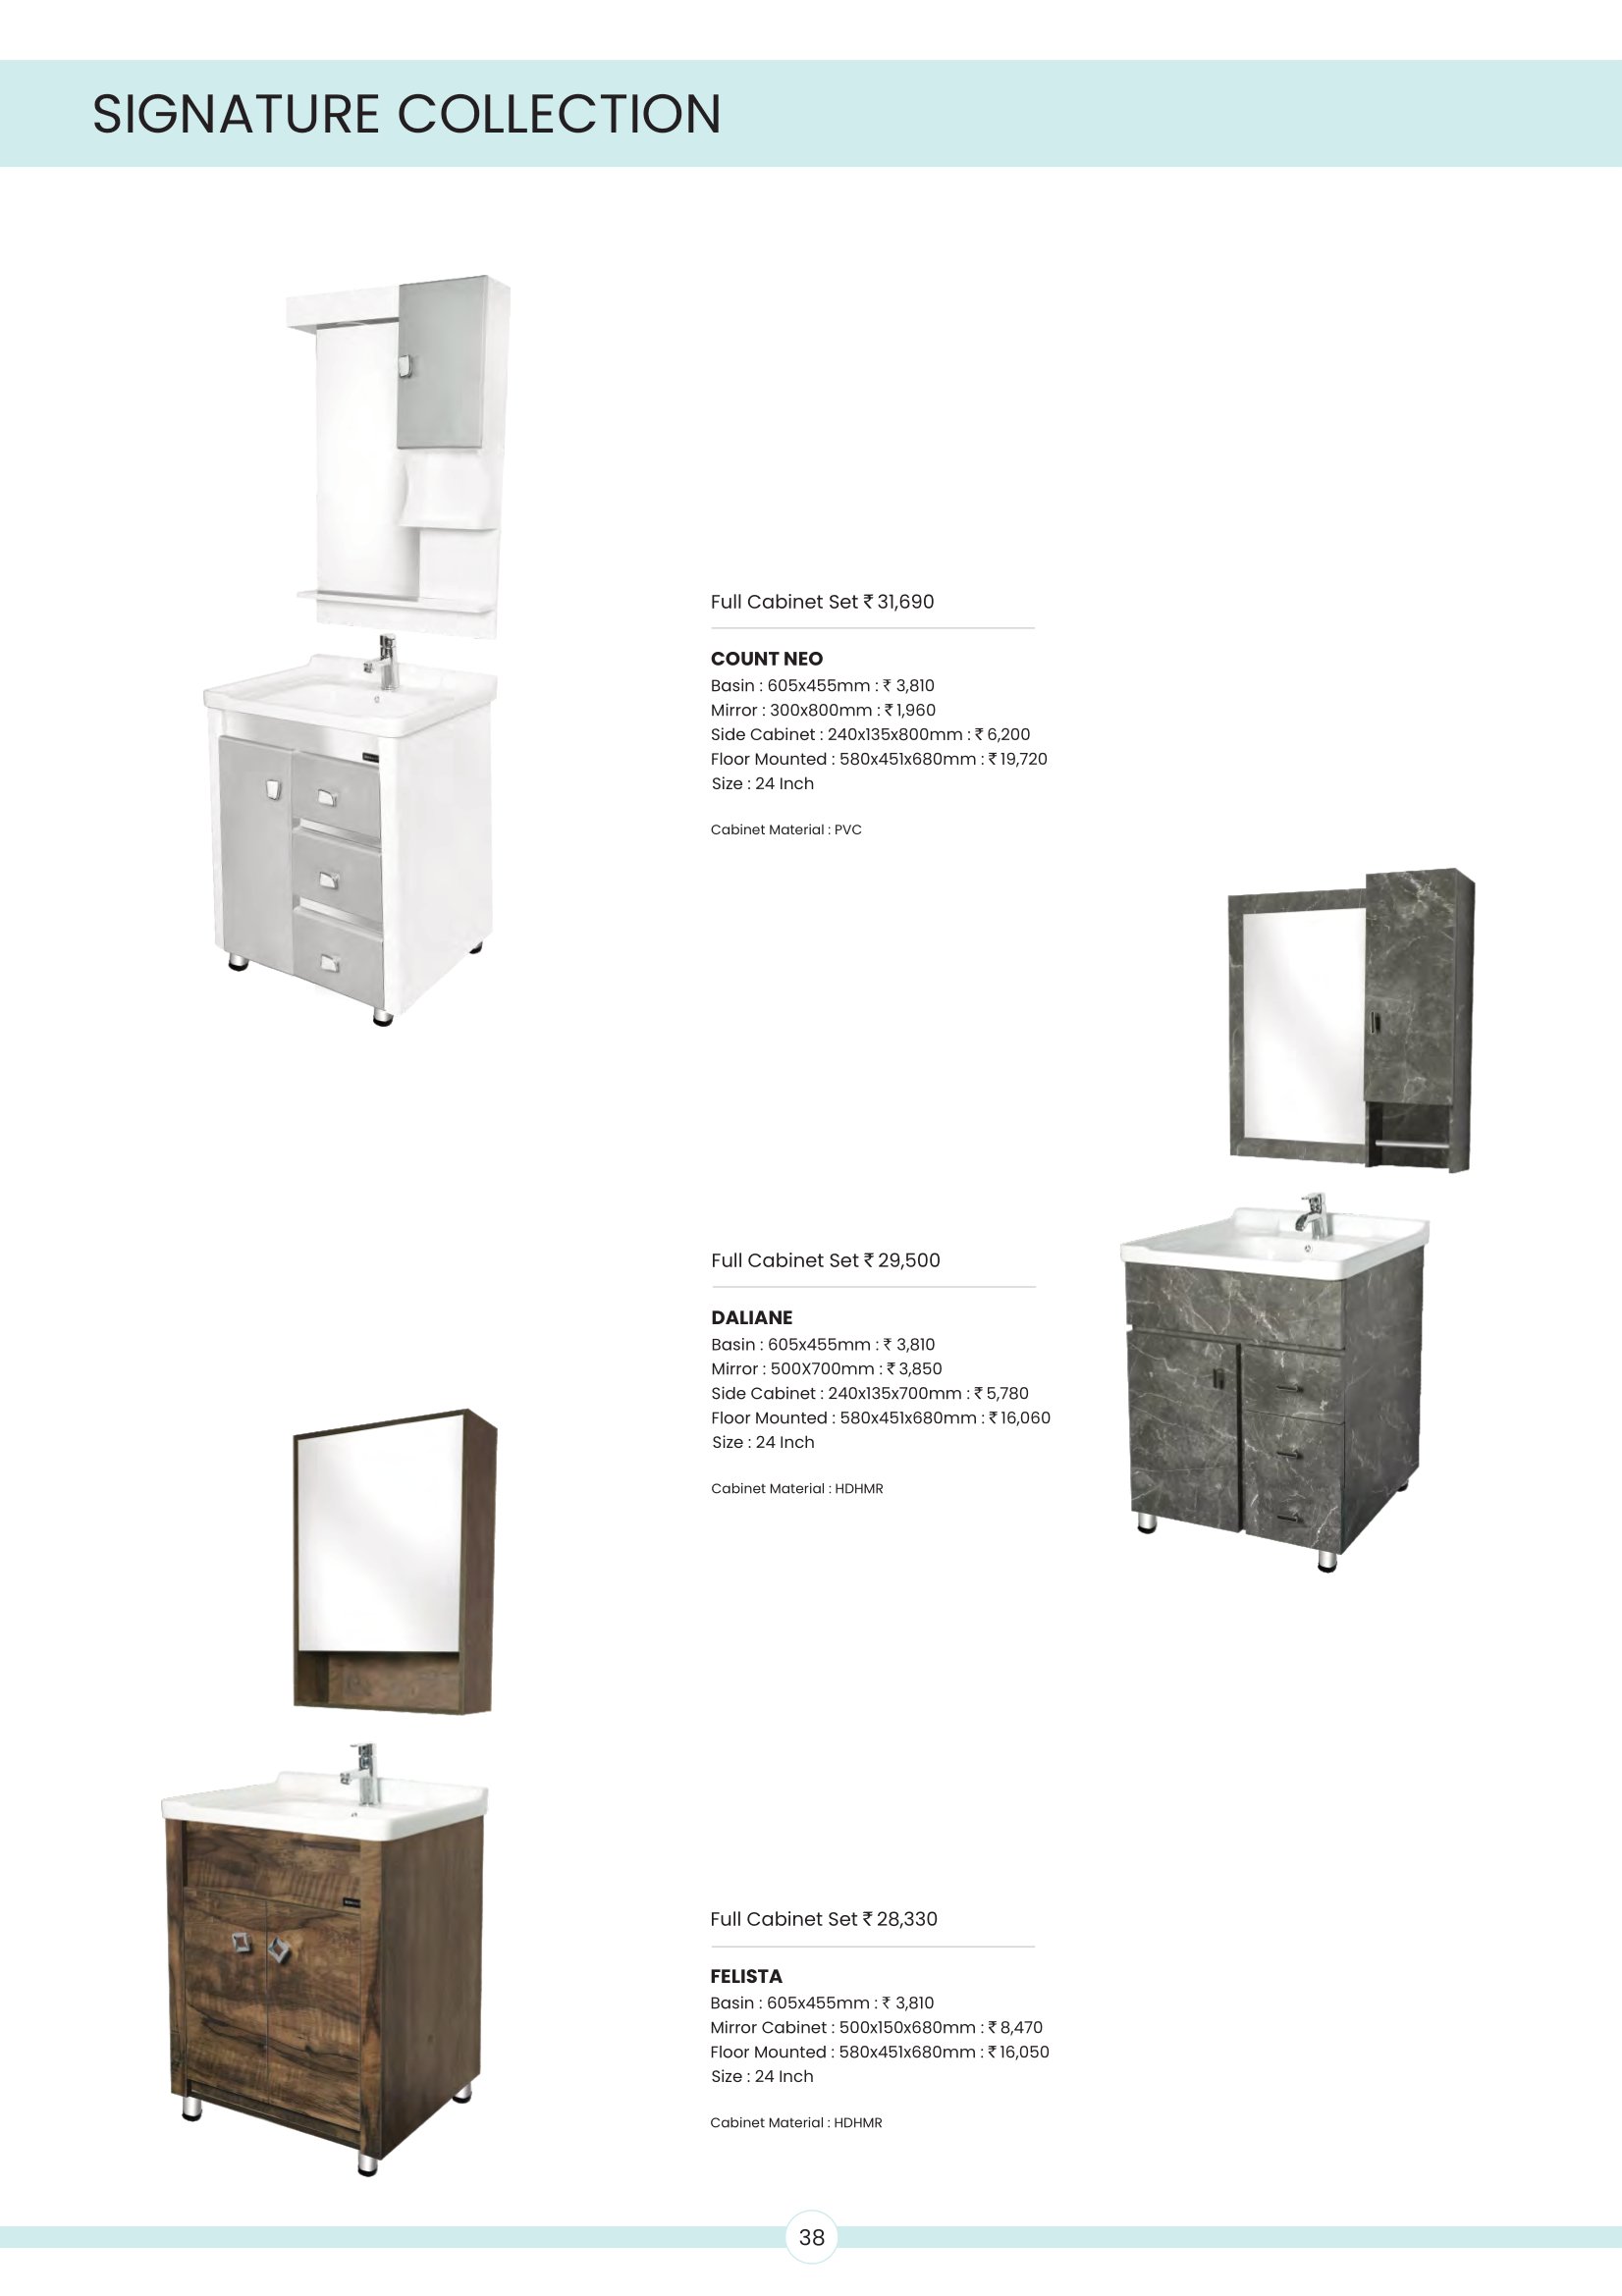 SIGNATURE COLLECTION
Full Cabinet Set ₹ 31,690
COUNT NEO
Basin : 605x455mm : ₹ 3,810
Mirror : 300x800mm : ₹ 1,960
Side Cabinet : 240x135x800mm : ₹ 6,200
Floor Mounted : 580x451x680mm : ₹ 19,720
Size : 24 Inch
Cabinet Material : PVC
Full Cabinet Set ₹ 29,500
DALIANE
Basin : 605x455mm : ₹ 3,810
Mirror : 500X700mm : ₹ 3,850
Side Cabinet : 240x135x700mm : ₹ 5,780
Floor Mounted : 580x451x680mm : ₹ 16,060
Size : 24 Inch
Cabinet Material : HDHMR
Full Cabinet Set ₹ 28,330
FELISTA
Basin : 605x455mm : ₹ 3,810
Mirror Cabinet : 500x150x680mm : ₹ 8,470
Floor Mounted : 580x451x680mm : ₹ 16,050
Size : 24 Inch
Cabinet Material : HDHMR
38